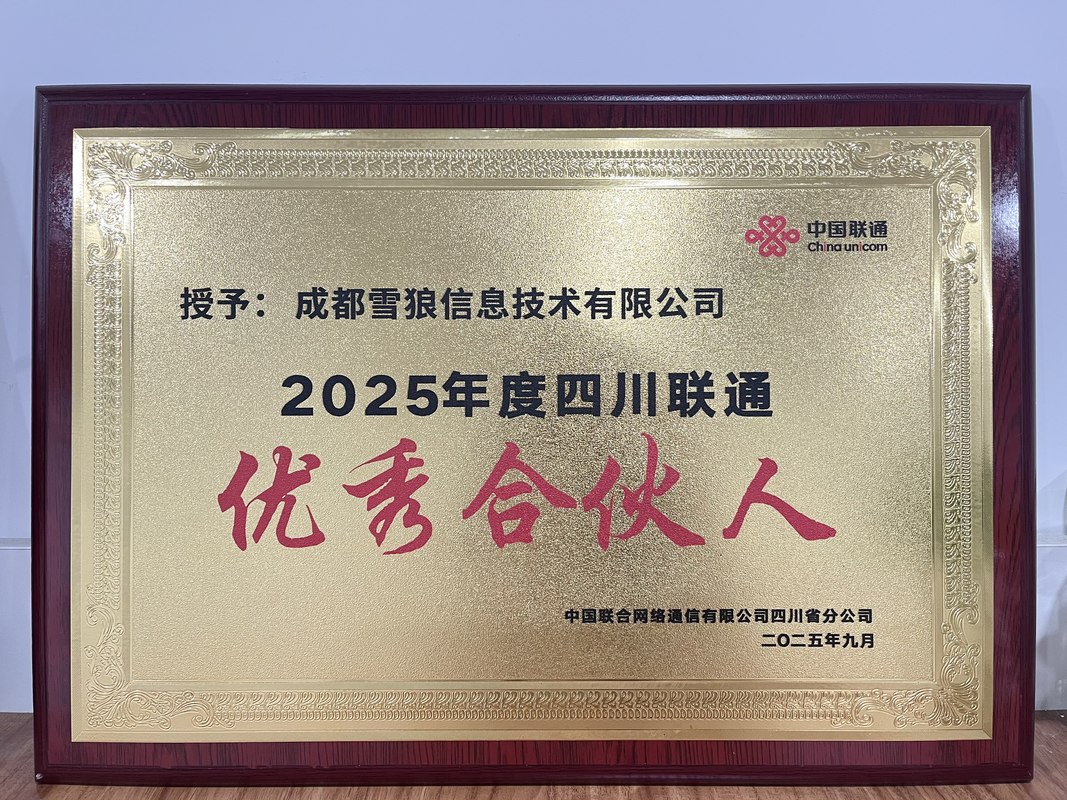 中国联通
China unicom
授予： 成都雪狼信息技术有限公司
2025年度四川联通
优秀合伙人
中国联合网络通信有限公司四川省分公司
二〇二五年九月